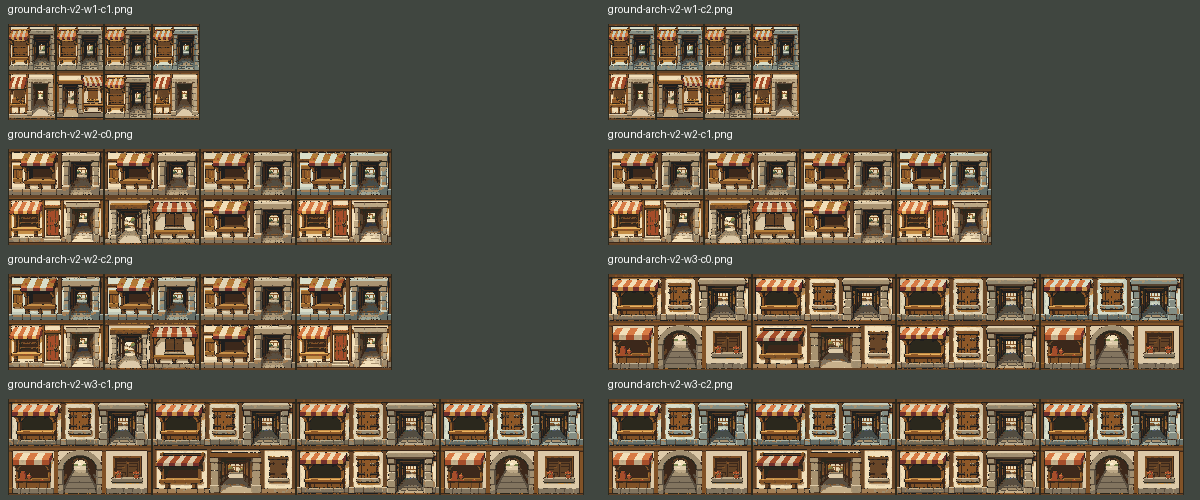 ground-arch-v2-w1-c1.png
ground-arch-v2-w1-c2.png
ground-arch-v2-w2-c0.png
ground-arch-v2-w2-c1.png
ground-arch-v2-w2-c2.png
ground-arch-v2-w3-c0.png
ground-arch-v2-w3-c1.png
ground-arch-v2-w3-c2.png